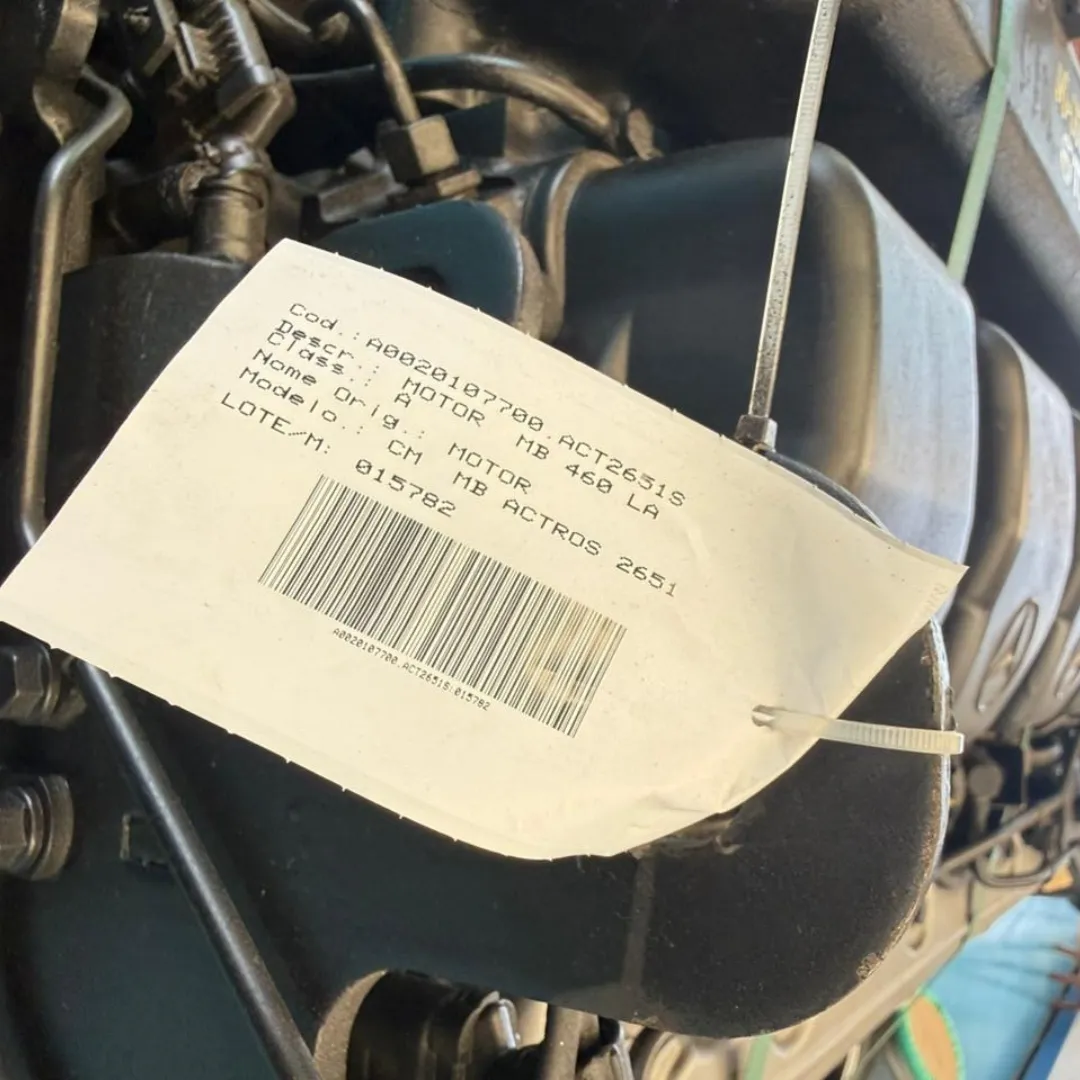 Cod.: A0020107700.ACT2651S
Descr.: MOTOR MB 460 LA
Class.: A
Nome Orig.: MOTOR
Modelo.: CM MB ACTROS 2651
LOTE/M: 015782
A0020107700.ACT2651S|015782